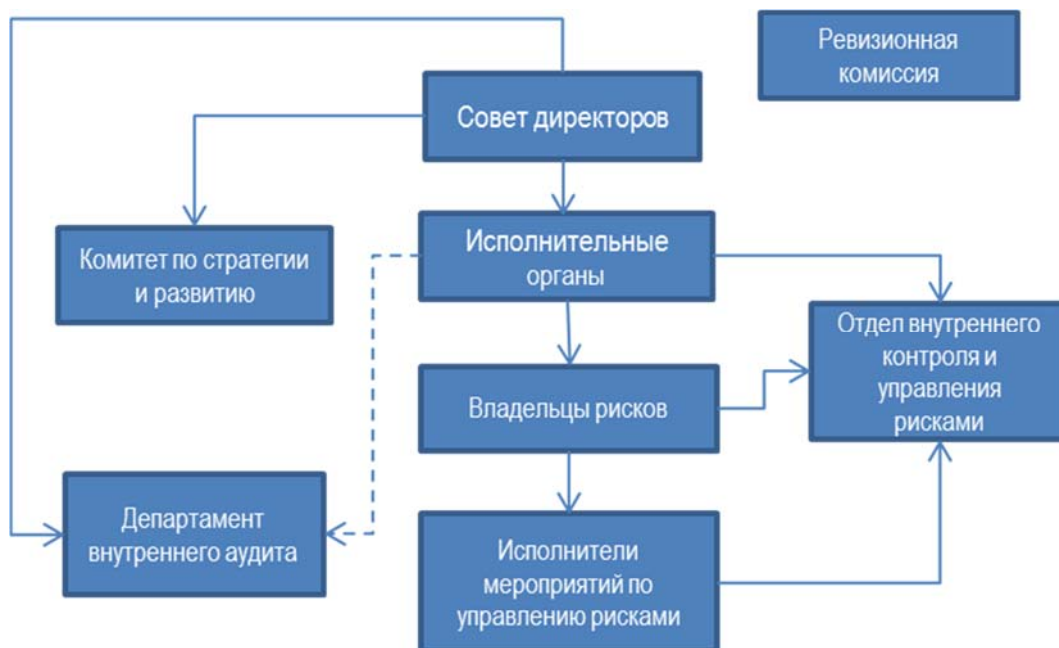 Ревизионная
комиссия
Совет директоров
Комитет по стратегии
и развитию
Исполнительные
органы
Отдел внутреннего
контроля и
управления
рисками
Владельцы рисков
Департамент
внутреннего аудита
Исполнители
мероприятий по
управлению рисками